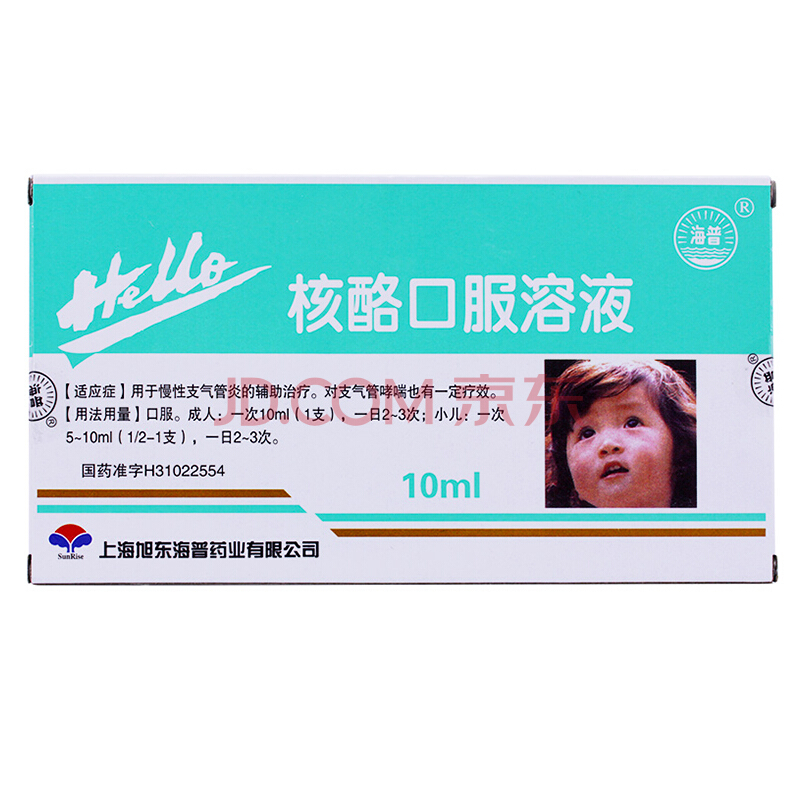 海普
®
Hello
核酪口服溶液
JD.COM 京东
【适应症】用于慢性支气管炎的辅助治疗。对支气管哮喘也有一定疗效。
【用法用量】口服。成人：一次10ml（1支），一日2~3次；小儿：一次
5~10ml（1/2-1支），一日2~3次。
国药准字H31022554
10ml
SunRise
上海旭东海普药业有限公司